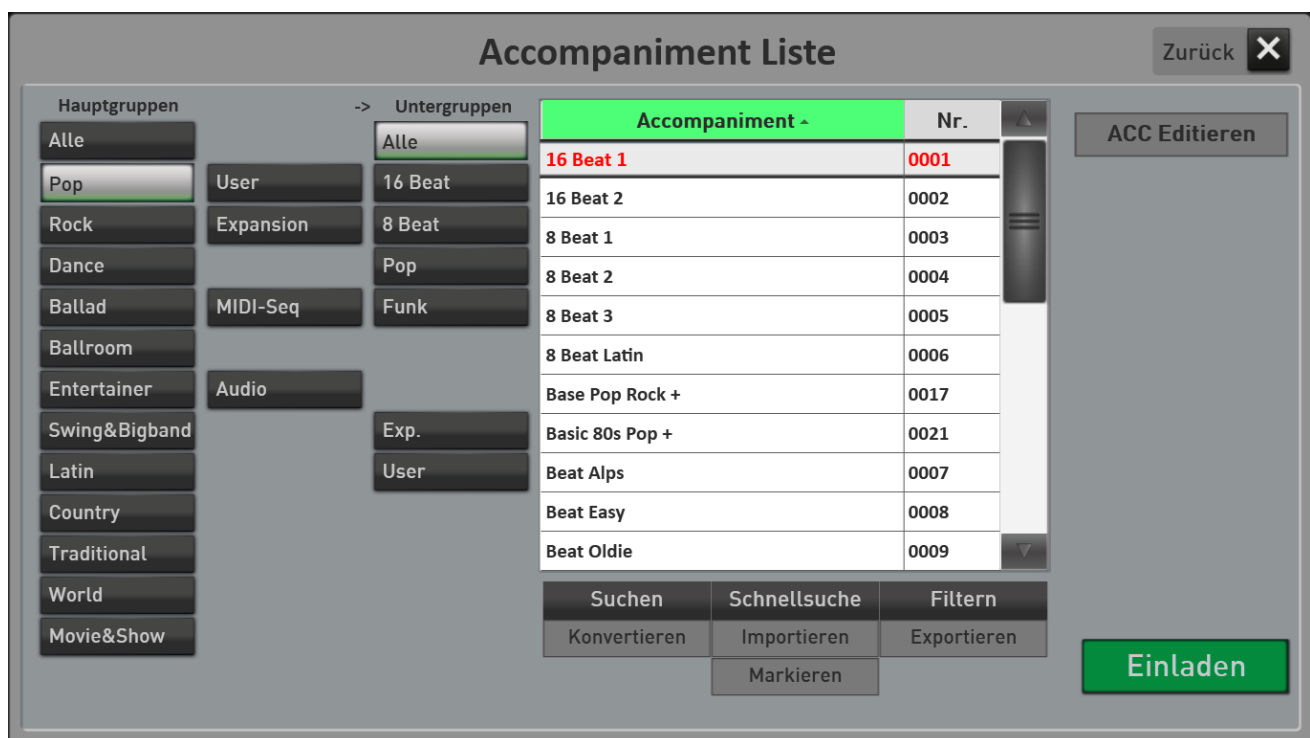 Accompaniment Liste
Zurück
Hauptgruppen -> Untergruppen
Alle
Pop
Rock
Dance
Ballad
Ballroom
Entertainer
Swing&Bigband
Latin
Country
Traditional
World
Movie&Show
User
Expansion
MIDI-Seq
Audio
Alle
16 Beat
8 Beat
Pop
Funk
Exp.
User
Accompaniment Nr.
16 Beat 1 0001
16 Beat 2 0002
8 Beat 1 0003
8 Beat 2 0004
8 Beat 3 0005
8 Beat Latin 0006
Base Pop Rock + 0017
Basic 80s Pop + 0021
Beat Alps 0007
Beat Easy 0008
Beat Oldie 0009
Suchen Schnellsuche Filtern
Konvertieren Importieren Exportieren
Markieren
ACC Editieren
Einladen